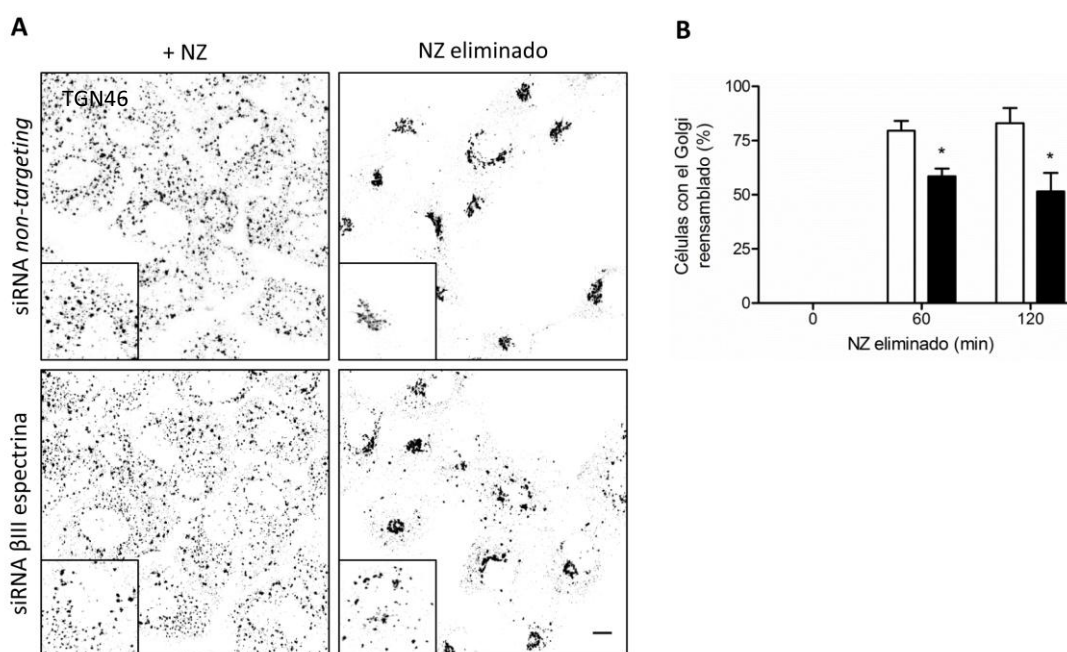 A
+ NZ
NZ eliminado
TGN46
siRNA non-targeting
siRNA βIII espectrina
B
Células con el Golgi
reensamblado (%)
100
75
50
25
0
*
*
0
60
120
NZ eliminado (min)